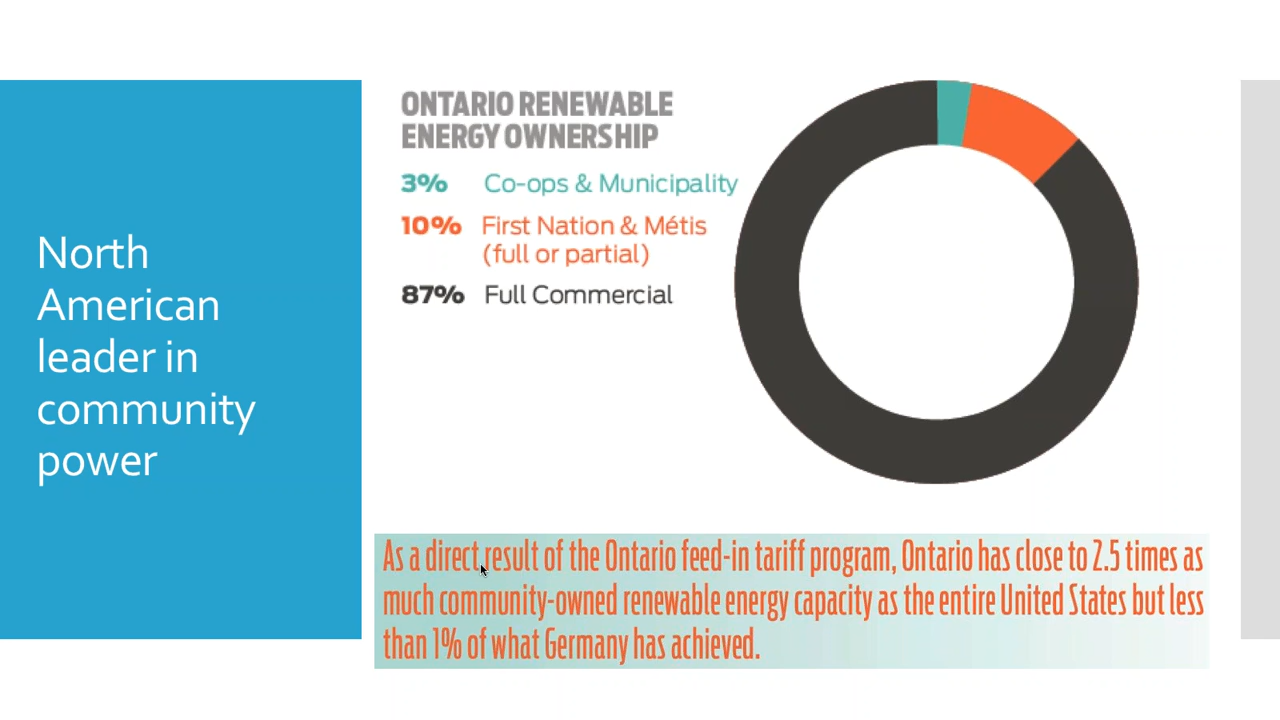 North
American
leader in
community
power
ONTARIO RENEWABLE
ENERGY OWNERSHIP
3% Co-ops & Municipality
10% First Nation & Métis
(full or partial)
87% Full Commercial
As a direct result of the Ontario feed-in tariff program, Ontario has close to 2.5 times as
much community-owned renewable energy capacity as the entire United States but less
than 1% of what Germany has achieved.